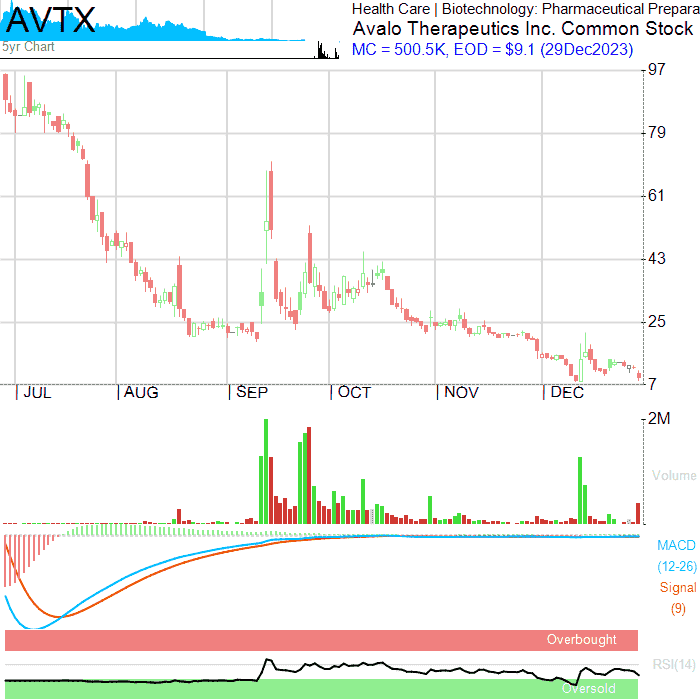 AVTX
5yr Chart
Health Care | Biotechnology: Pharmaceutical Prepara
Avalo Therapeutics Inc. Common Stock
MC = 500.5K, EOD = $9.1 (29Dec2023)
97
79
61
43
25
7
JUL AUG SEP OCT NOV DEC
2M
Volume
MACD
(12-26)
Signal
(9)
Overbought
RSI(14)
Oversold